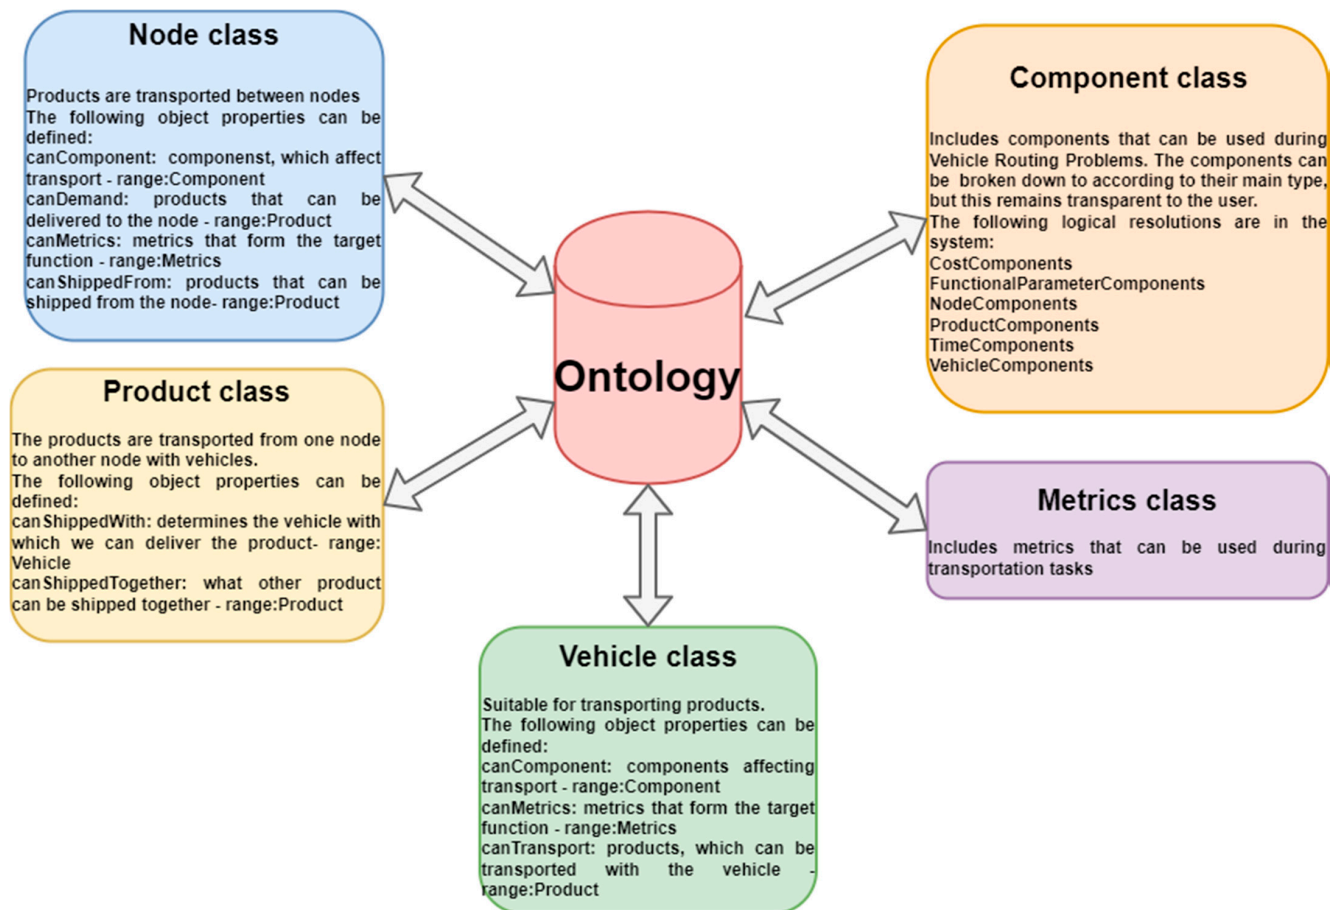 Node class
Products are transported between nodes
The following object properties can be
defined:
canComponent: componenst, which affect
transport - range:Component
canDemand: products that can be
delivered to the node - range:Product
canMetrics: metrics that form the target
function - range:Metrics
canShippedFrom: products that can be
shipped from the node- range:Product
Product class
The products are transported from one node
to another node with vehicles.
The following object properties can be
defined:
canShippedWith: determines the vehicle with
which we can deliver the product- range:
Vehicle
canShippedTogether: what other product
can be shipped together - range:Product
Ontology
Vehicle class
Suitable for transporting products.
The following object properties can be
defined:
canComponent: components affecting
transport - range:Component
canMetrics: metrics that form the target
function - range:Metrics
canTransport: products, which can be
transported with the vehicle -
range:Product
Component class
Includes components that can be used during
Vehicle Routing Problems. The components can
be broken down to according to their main type,
but this remains transparent to the user.
The following logical resolutions are in the
system:
CostComponents
FunctionalParameterComponents
NodeComponents
ProductComponents
TimeComponents
VehicleComponents
Metrics class
Includes metrics that can be used during
transportation tasks